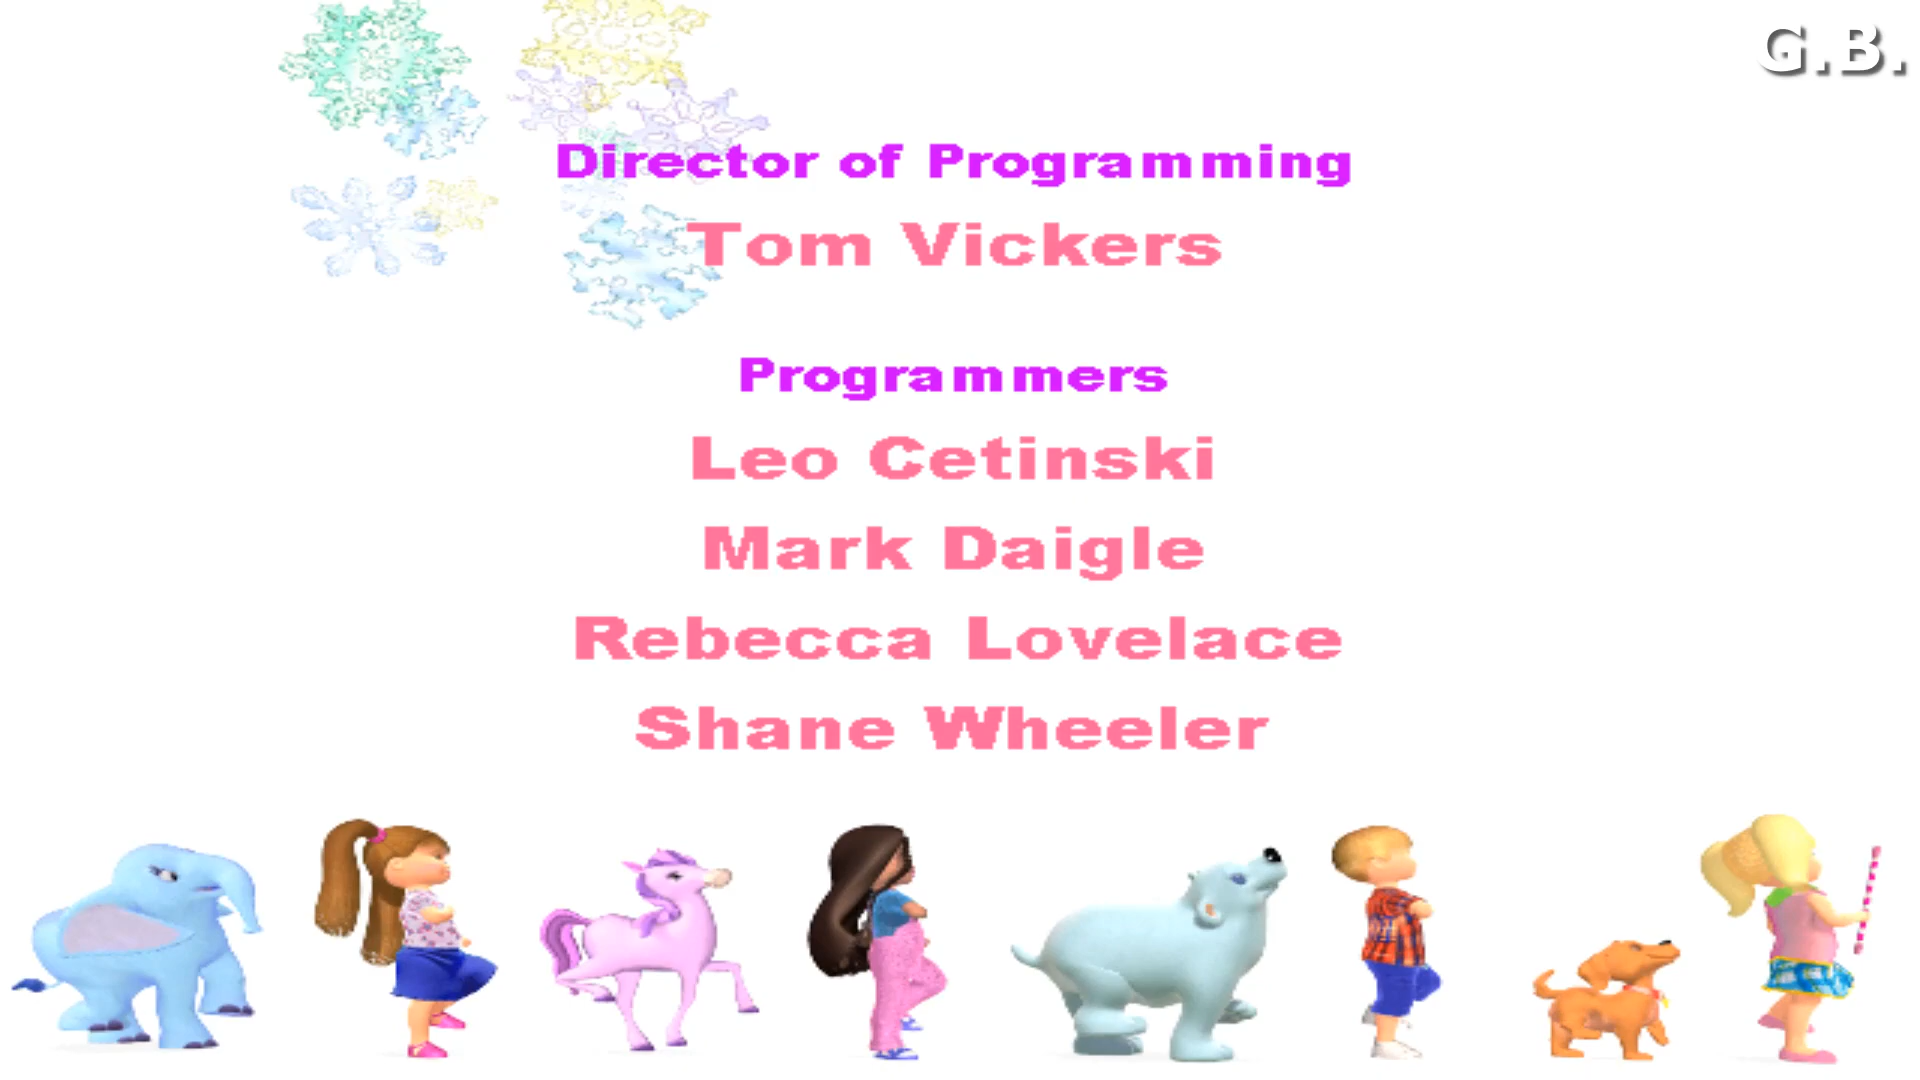 G.B.
Director of Programming
Tom Vickers
Programmers
Leo Cetinski
Mark Daigle
Rebecca Lovelace
Shane Wheeler